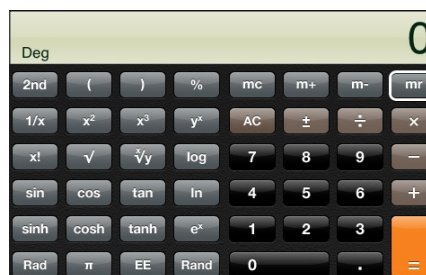 0
Deg
2nd ( ) % mc m+ m- mr
1/x x² x³ yˣ AC ± ÷ ×
x! √ ˣ√y log 7 8 9 −
sin cos tan ln 4 5 6 +
sinh cosh tanh eˣ 1 2 3
Rad π EE Rand 0 . =